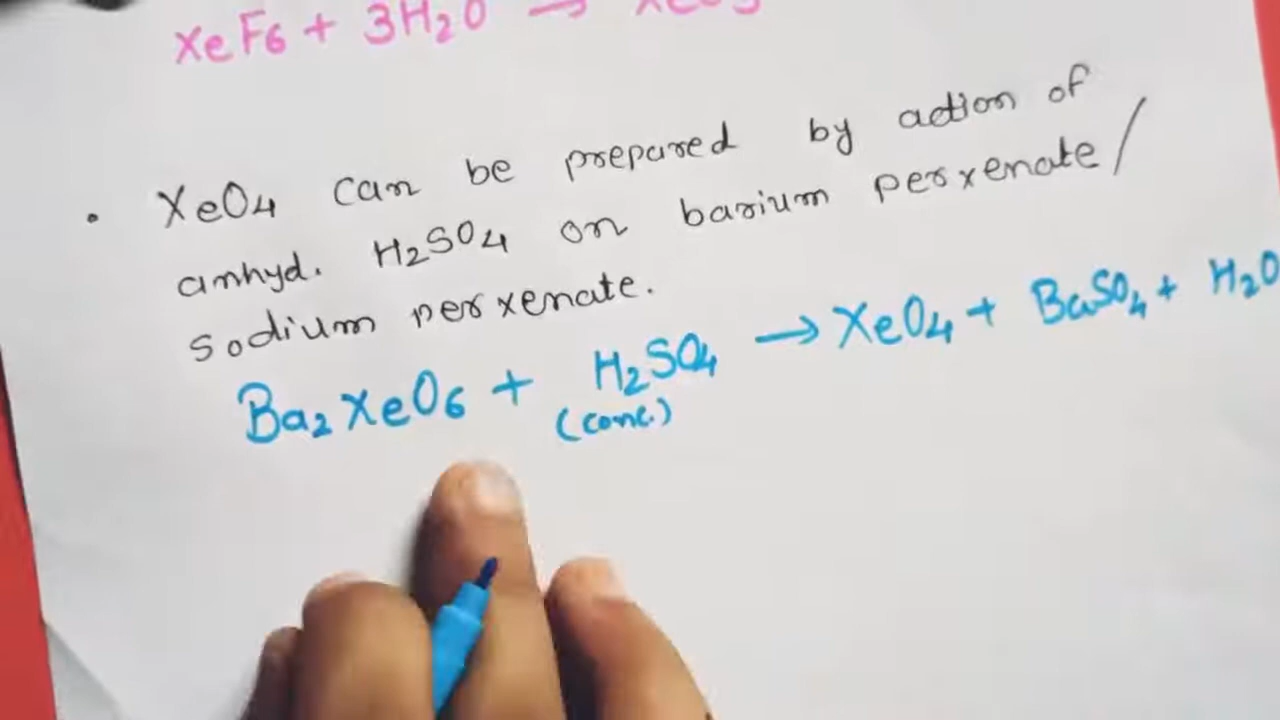 XeF6 + 3H2O → XeO3
• XeO4 can be prepared by action of
anhyd. H2SO4 on barium perxenate/
sodium perxenate.
Ba2XeO6 + H2SO4 → XeO4 + BaSO4 + H2O
(conc.)